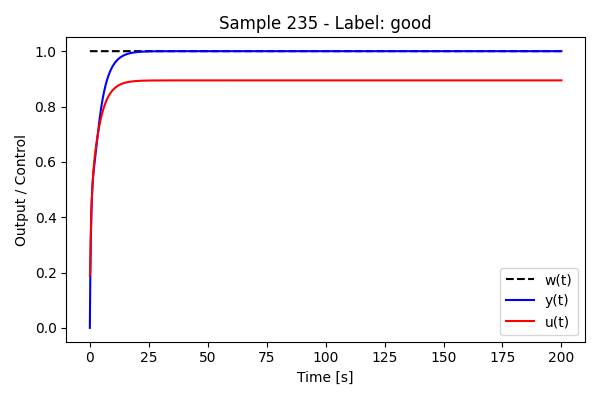 Sample 235 - Label: good
Output / Control
1.0
0.8
0.6
0.4
0.2
0.0
w(t)
y(t)
u(t)
0 25 50 75 100 125 150 175 200
Time [s]